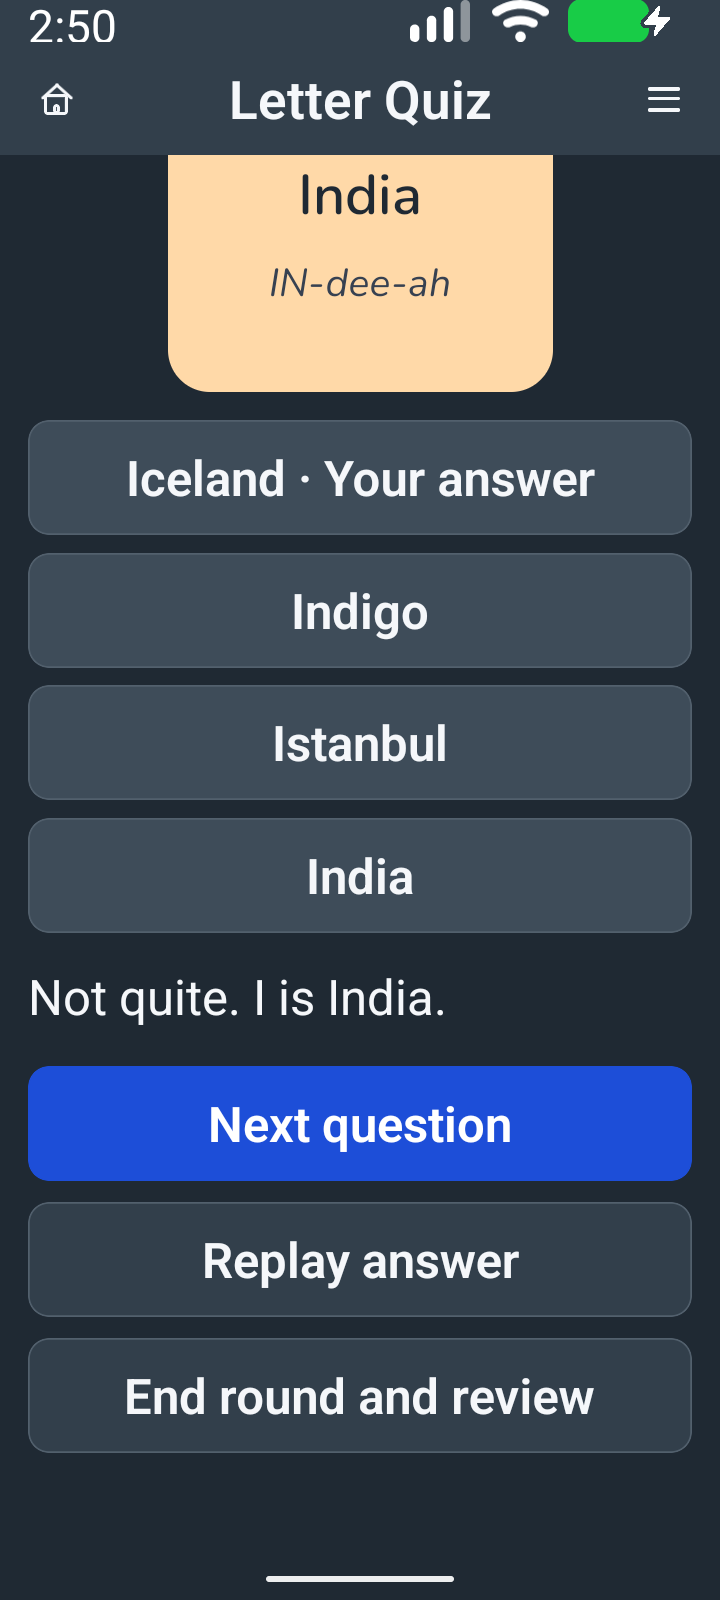 2:50
Letter Quiz
India
IN-dee-ah
Iceland · Your answer
Indigo
Istanbul
India
Not quite. I is India.
Next question
Replay answer
End round and review